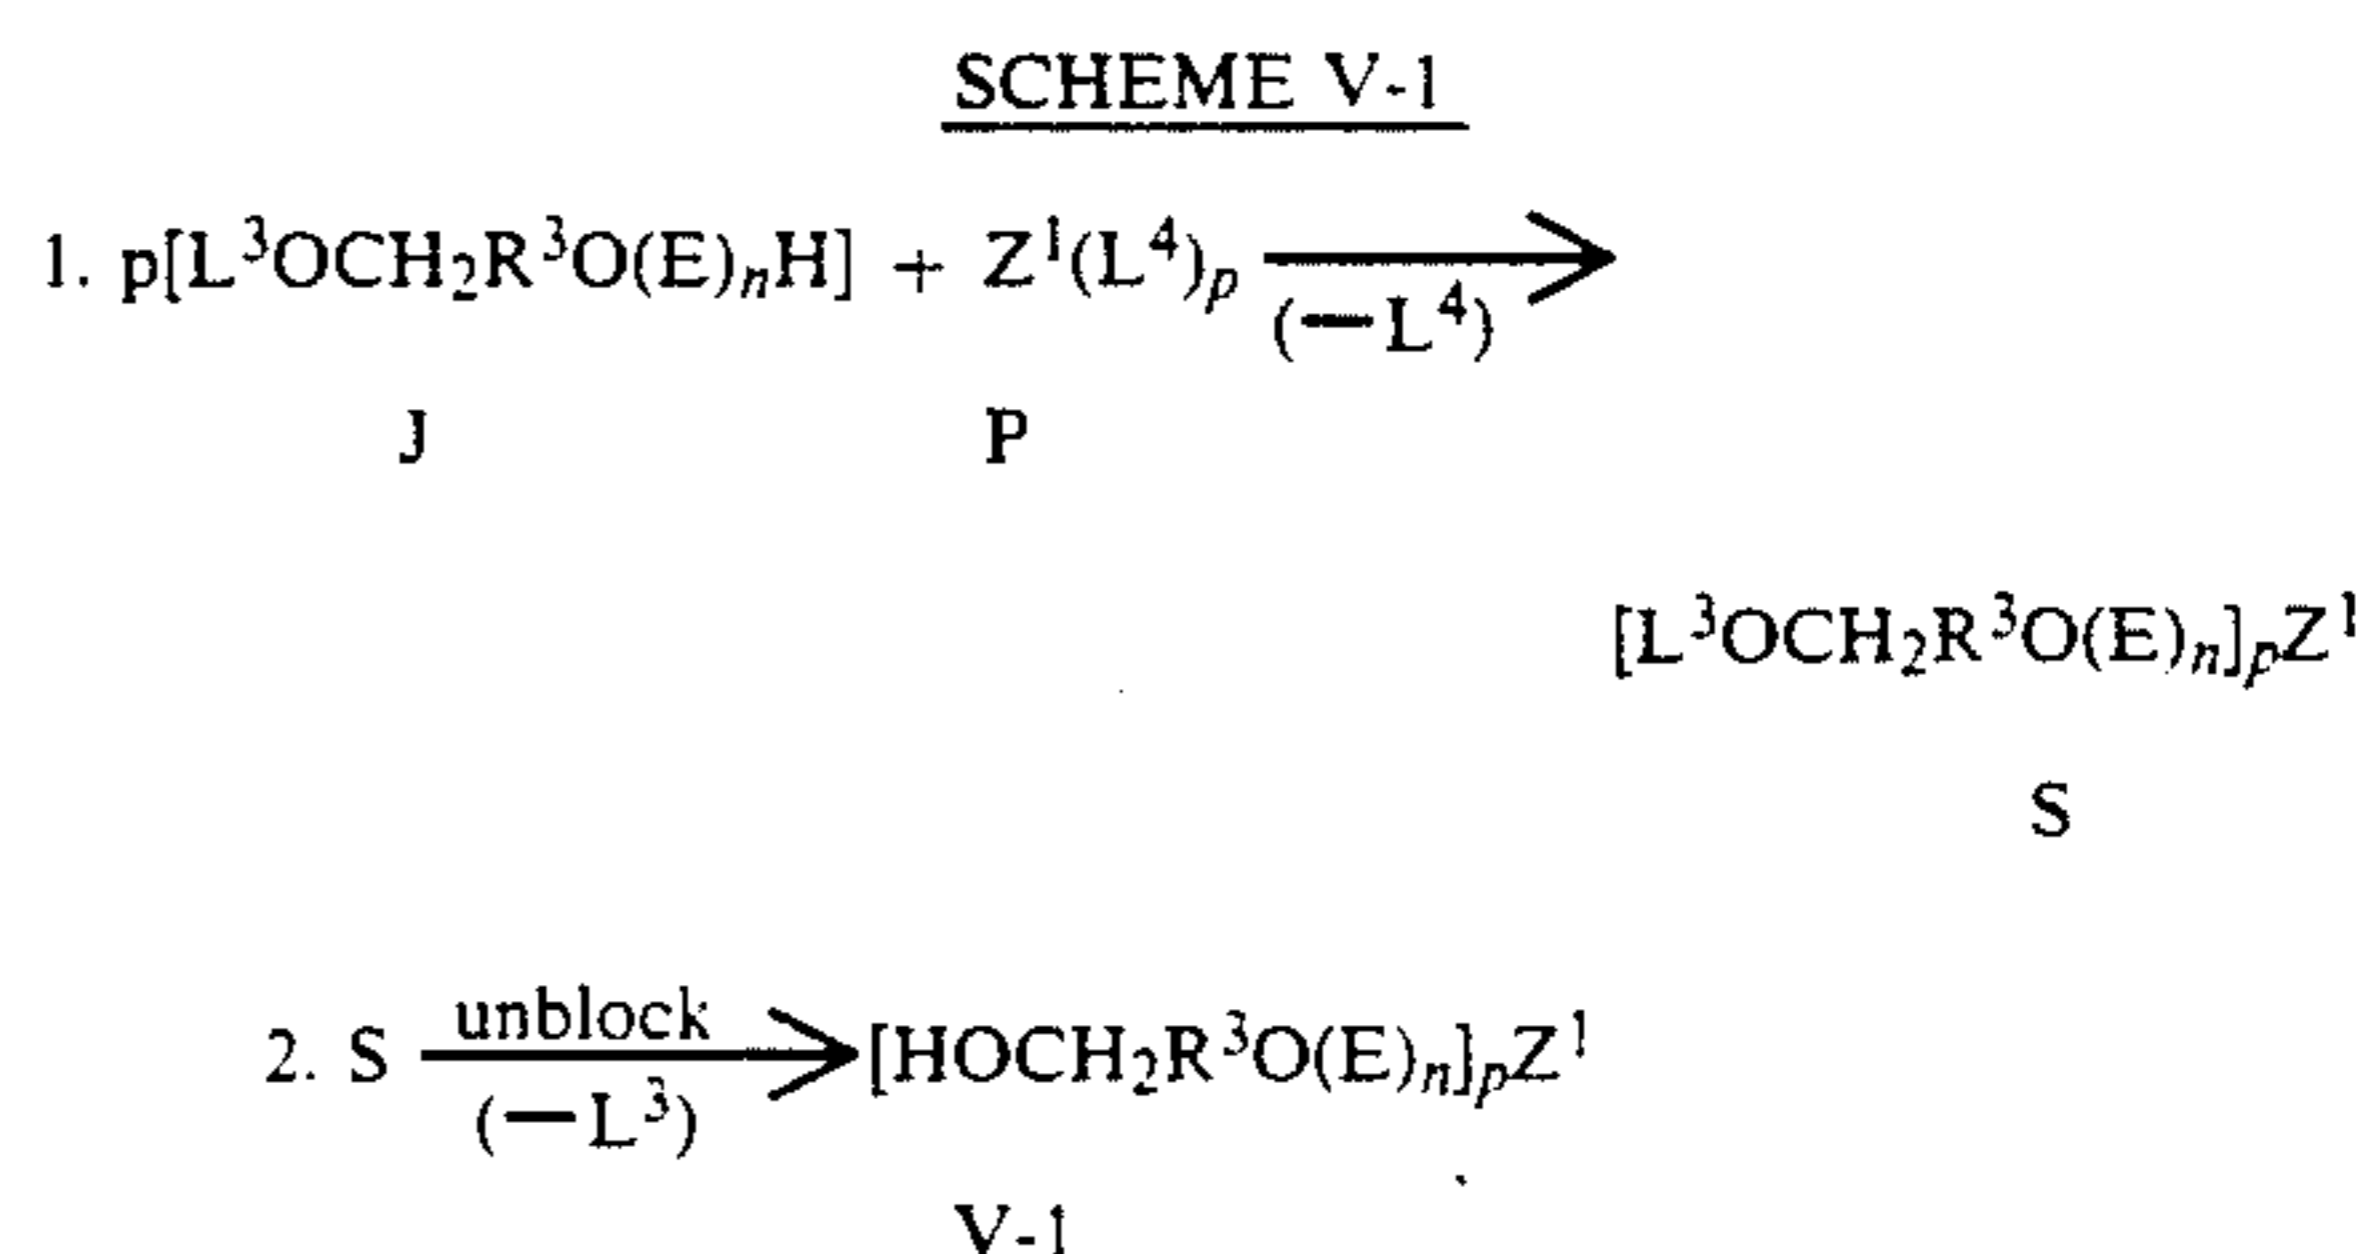 SCHEME V-1
1. p[L³OCH₂R³O(E)ₙH] + Z¹(L⁴)ₚ
(—L⁴)
J P
[L³OCH₂R³O(E)ₙ]ₚZ¹
S
2. S unblock [HOCH₂R³O(E)ₙ]ₚZ¹
(—L³)
V-1